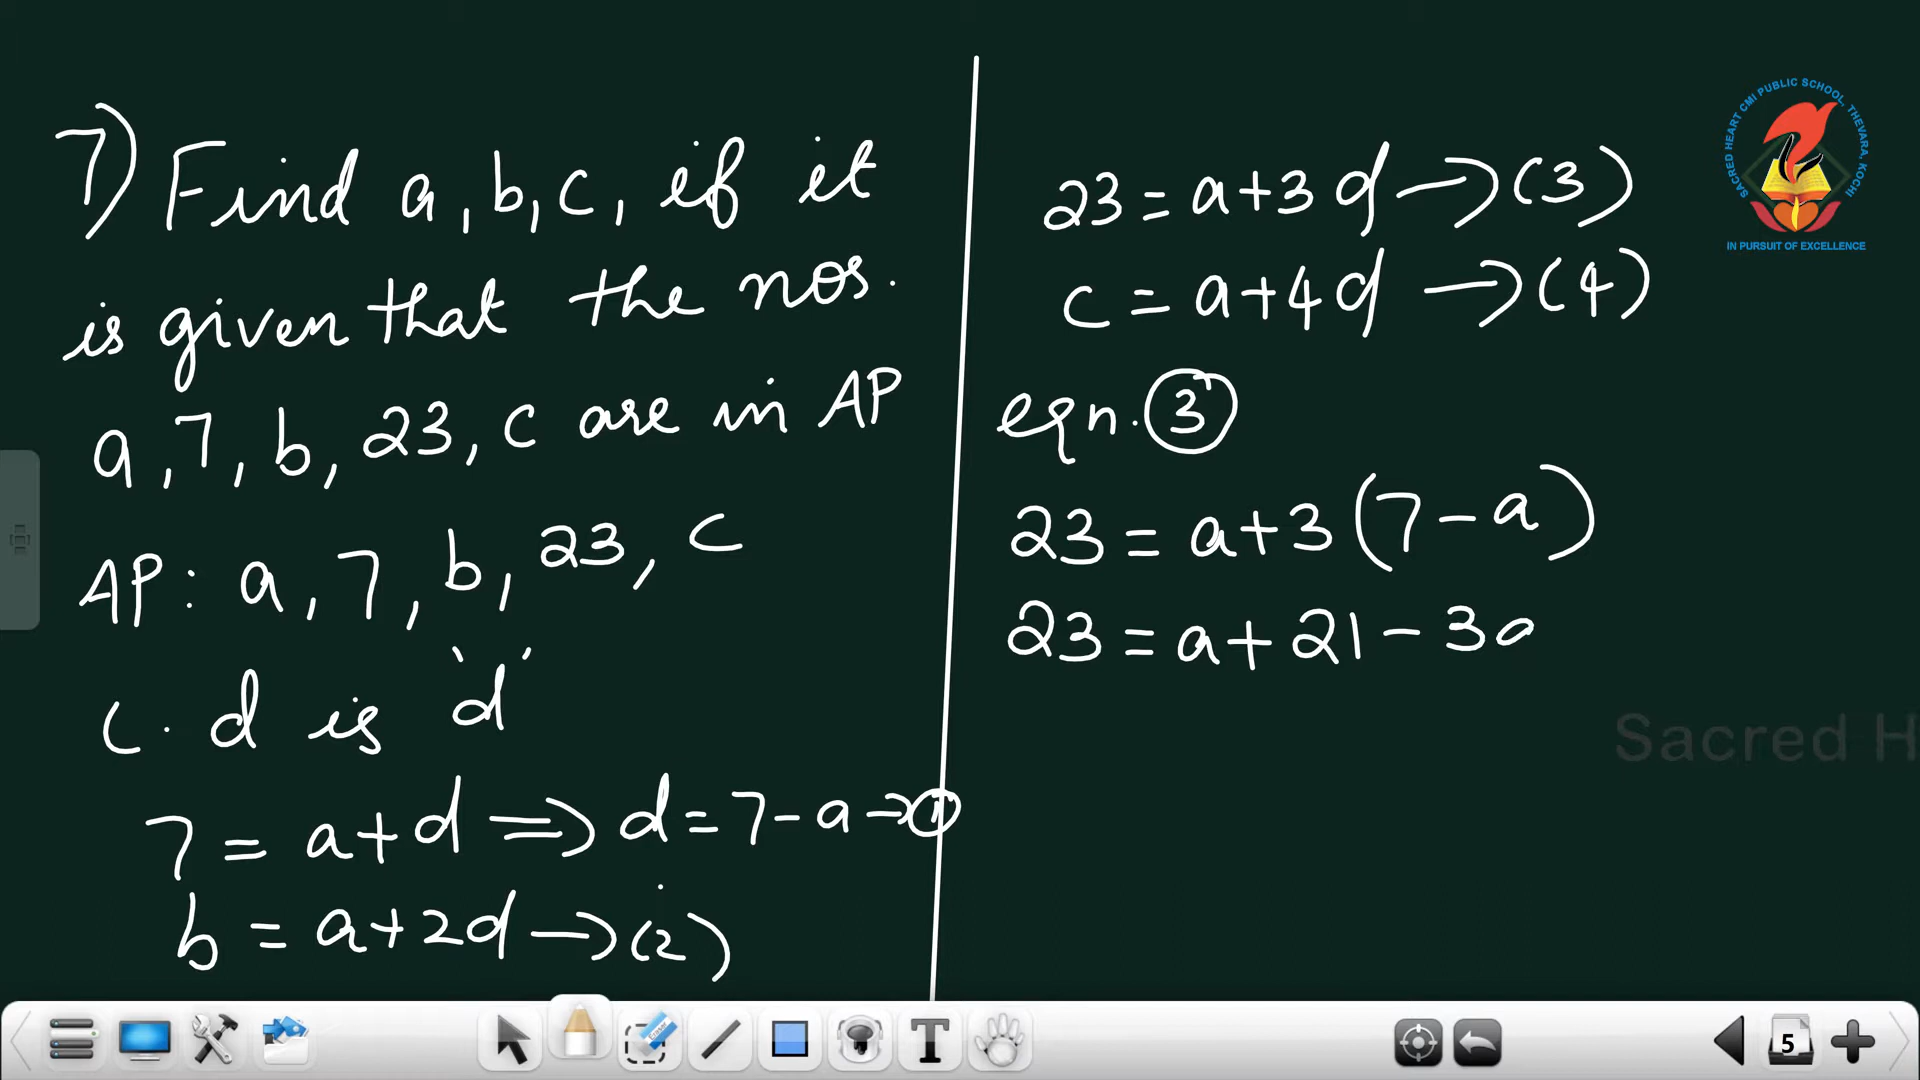 7) Find a, b, c, if it
is given that the nos.
a, 7, b, 23, c are in AP
AP: a, 7, b, 23, c
c. d is 'd'
7 = a+d => d = 7-a → ①
b = a+2d → (2)
23 = a+3d → (3)
c = a+4d → (4)
eqn. ③
23 = a+3(7-a)
23 = a+21-3a
SACRED HEART CMI PUBLIC SCHOOL, THEVARA, KOCHI
IN PURSUIT OF EXCELLENCE
Sacred H
Eraser
T
5